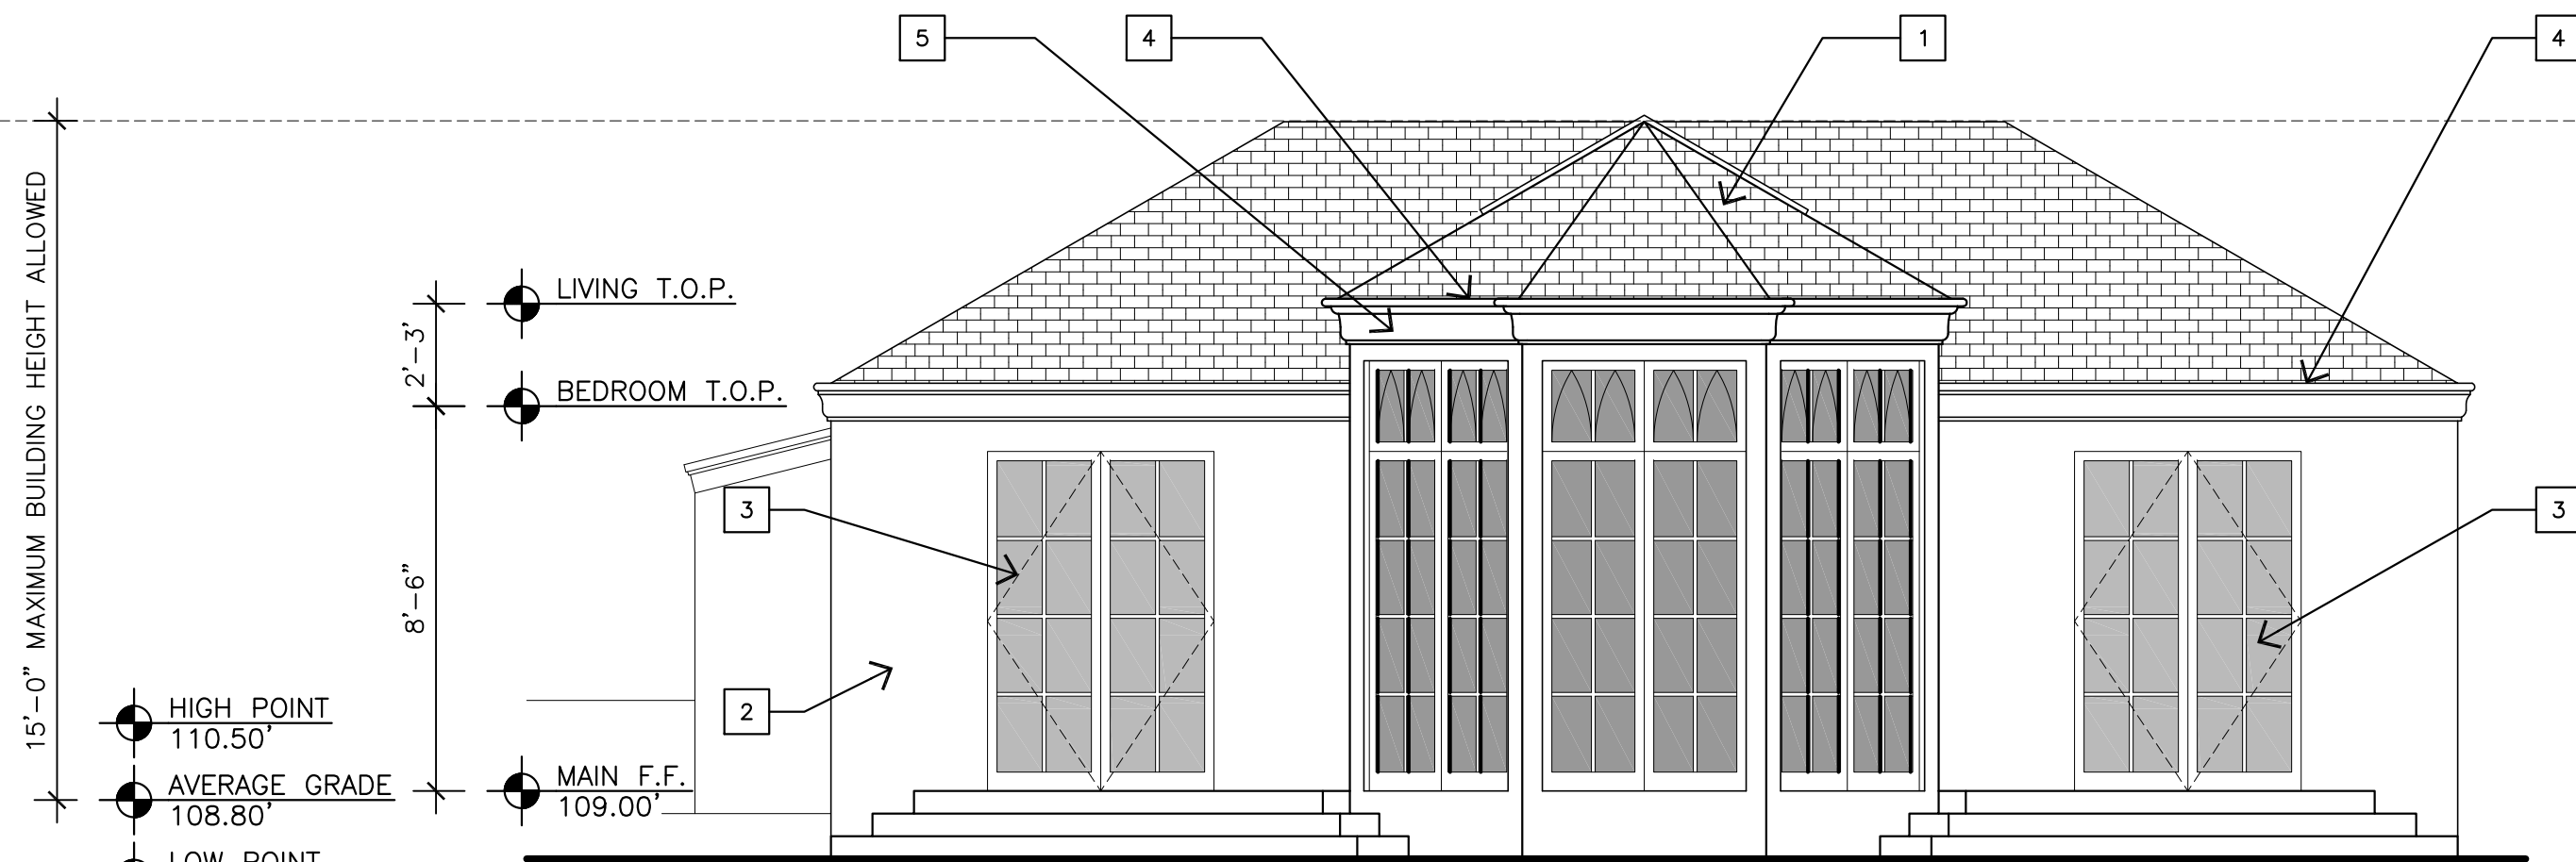 5
4
1
4
15'-0" MAXIMUM BUILDING HEIGHT ALLOWED
LIVING T.O.P.
2'-3'
BEDROOM T.O.P.
3
3
8'-6"
2
HIGH POINT
110.50'
MAIN F.F.
109.00'
AVERAGE GRADE
108.80'
LOW POINT